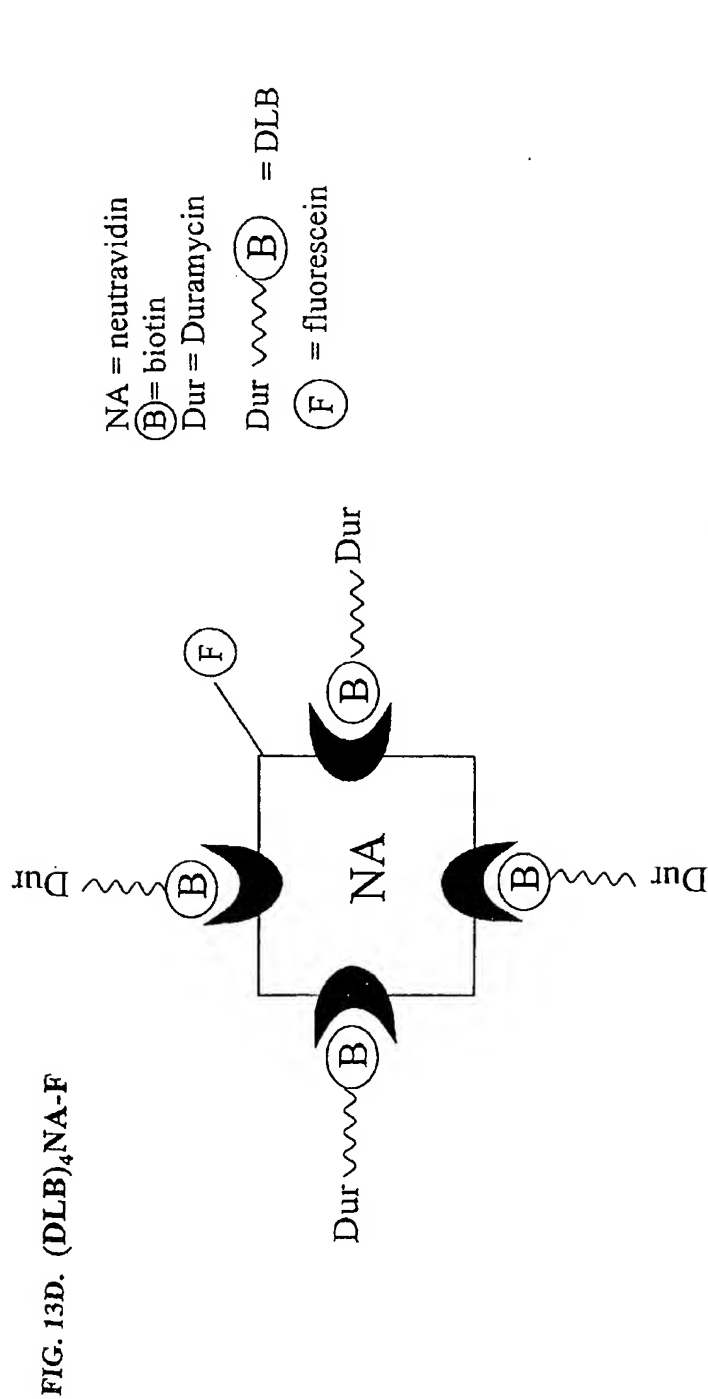 FIG. 13D. (DLB)₄NA-F
Dur
B
F
Dur B NA B Dur
B
Dur
NA = neutravidin
B = biotin
Dur = Duramycin
Dur B = DLB
F = fluorescein